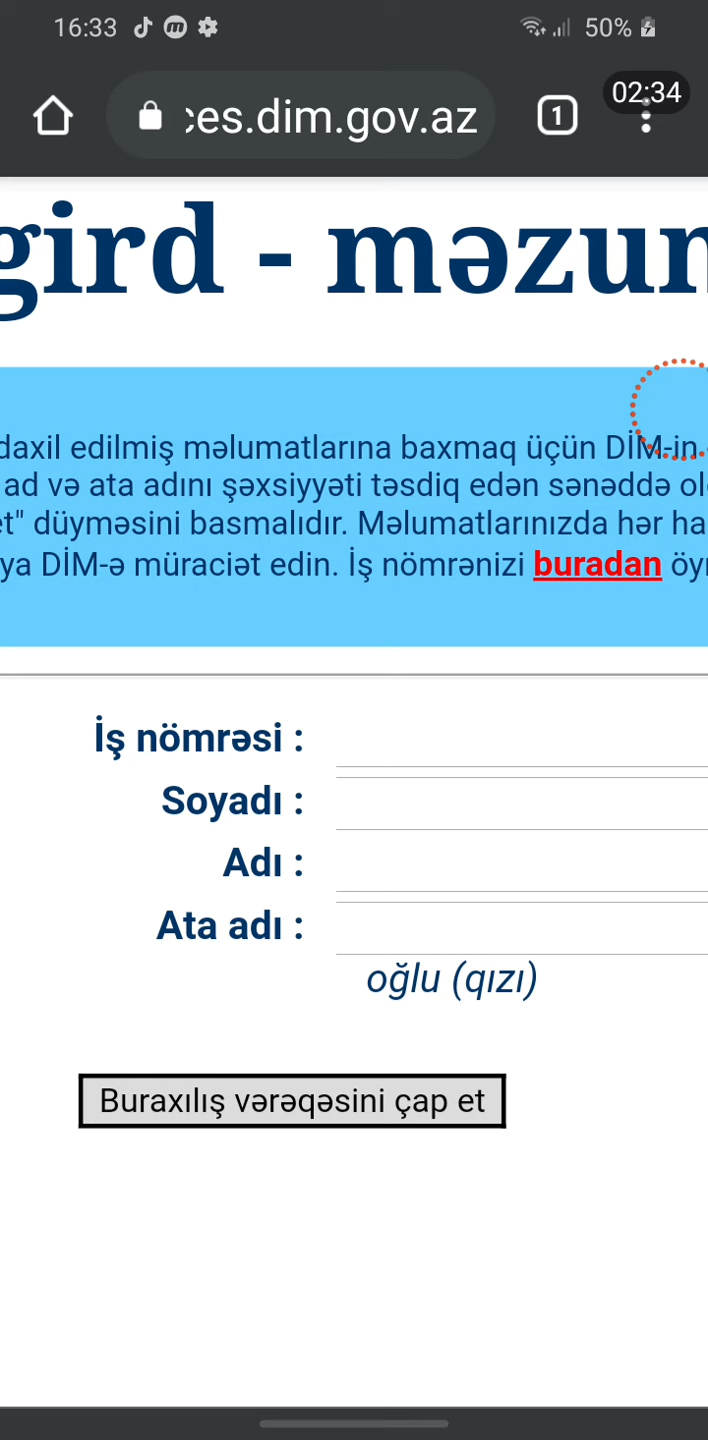 16:33
50%
ces.dim.gov.az
1
02:34
gird - məzun
daxil edilmiş məlumatlarına baxmaq üçün DİM-in
ad və ata adını şəxsiyyəti təsdiq edən sənəddə ol
et" düyməsini basmalıdır. Məlumatlarınızda hər ha
ya DİM-ə müraciət edin. İş nömrənizi buradan öy
İş nömrəsi :
Soyadı :
Adı :
Ata adı :
oğlu (qızı)
Buraxılış vərəqəsini çap et